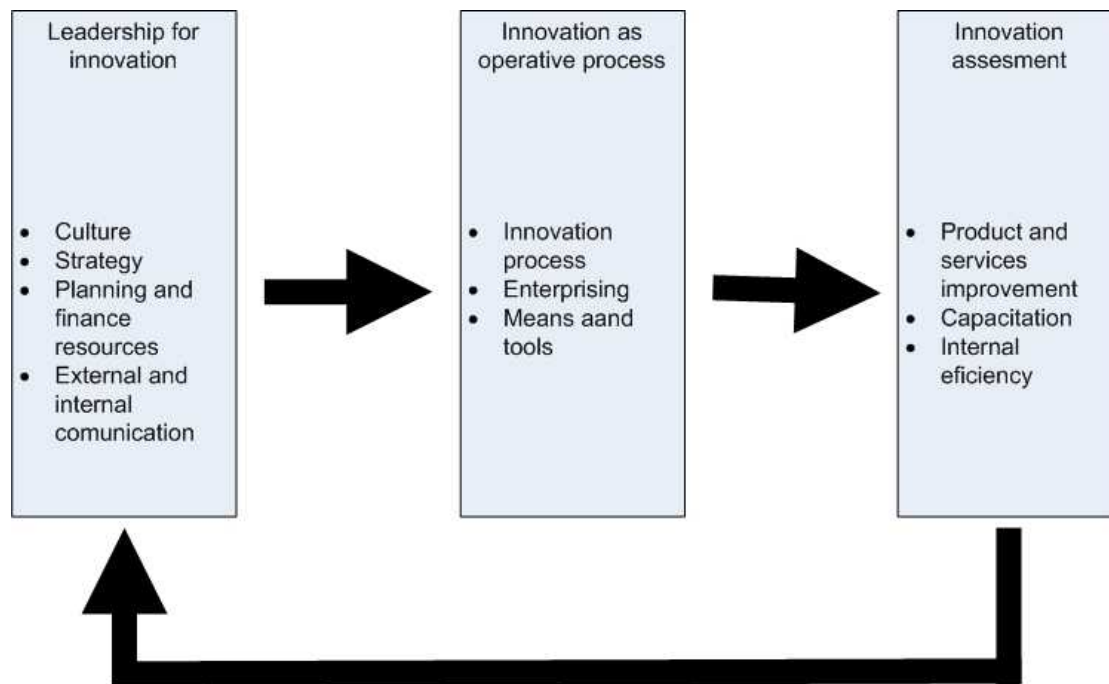 Leadership for
innovation
• Culture
• Strategy
• Planning and
finance
resources
• External and
internal
comunication
Innovation as
operative process
• Innovation
process
• Enterprising
• Means aand
tools
Innovation
assesment
• Product and
services
improvement
• Capacitation
• Internal
eficiency